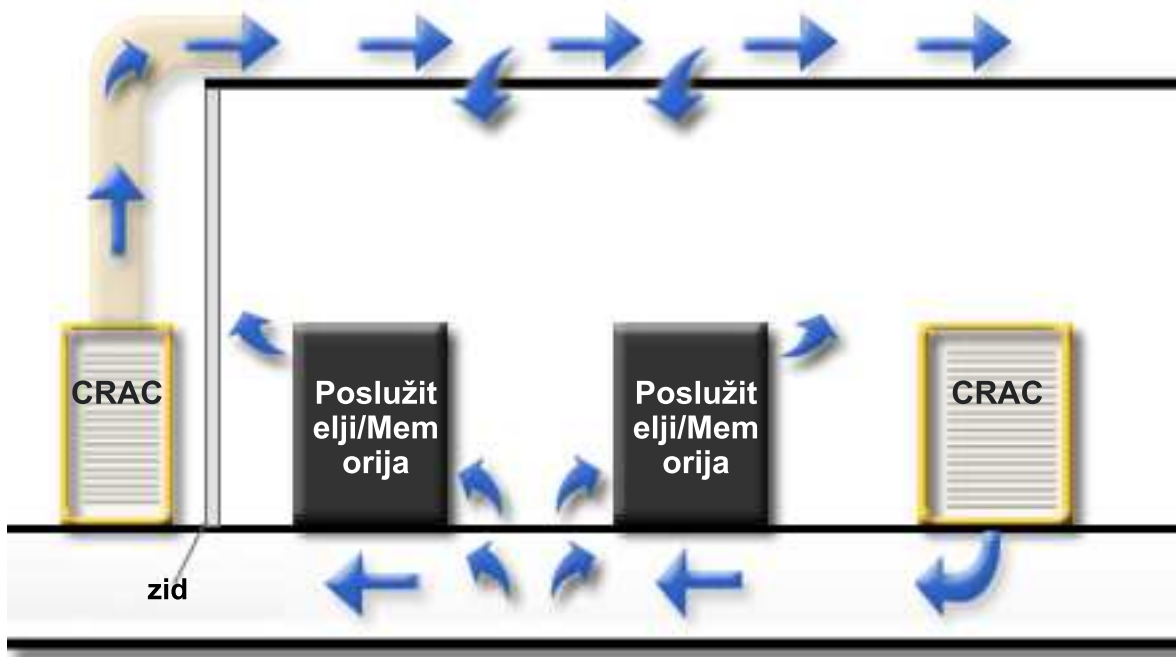 CRAC
Poslužit
elji/Mem
orija
Poslužit
elji/Mem
orija
CRAC
zid